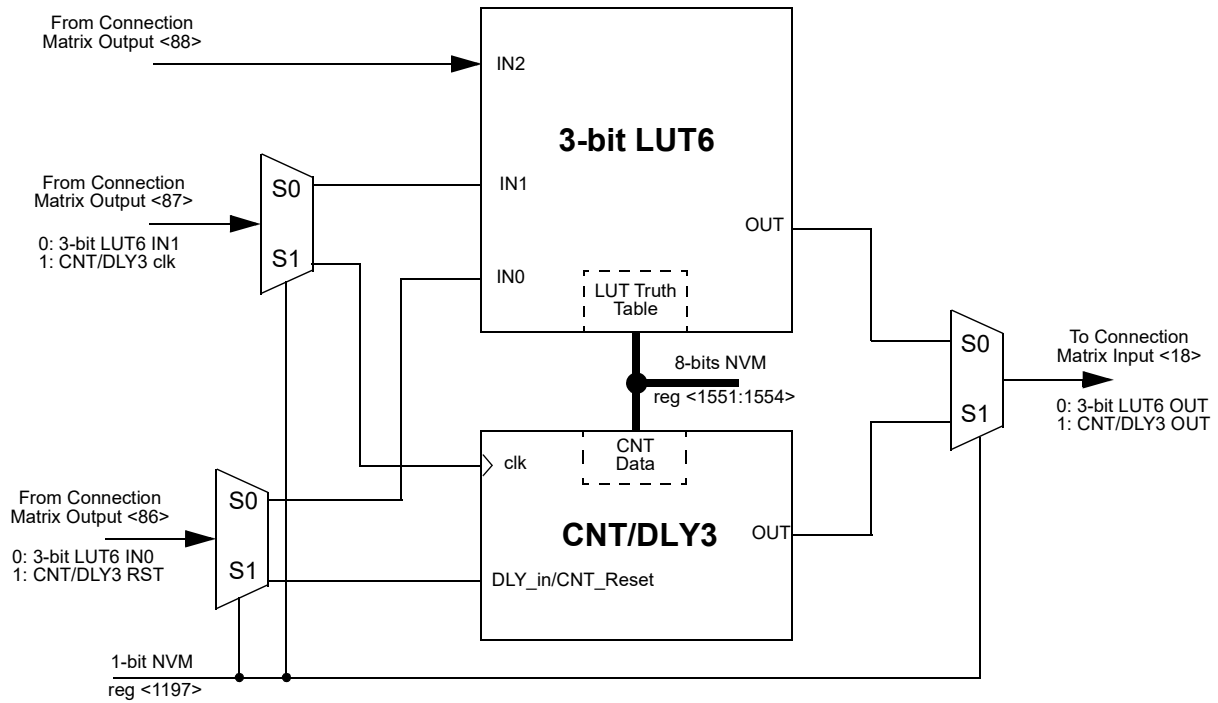 From Connection
Matrix Output <88>
IN2
3-bit LUT6
From Connection
Matrix Output <87>
S0
IN1
0: 3-bit LUT6 IN1
1: CNT/DLY3 clk
S1
OUT
IN0
LUT Truth
Table
8-bits NVM
reg <1551:1554>
S0
S1
To Connection
Matrix Input <18>
0: 3-bit LUT6 OUT
1: CNT/DLY3 OUT
CNT
Data
clk
From Connection
Matrix Output <86>
S0
0: 3-bit LUT6 IN0
1: CNT/DLY3 RST
S1
CNT/DLY3
OUT
DLY_in/CNT_Reset
1-bit NVM
reg <1197>